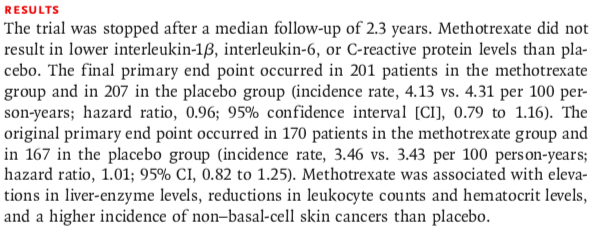 RESULTS
The trial was stopped after a median follow-up of 2.3 years. Methotrexate did not
result in lower interleukin-1β, interleukin-6, or C-reactive protein levels than pla-
cebo. The final primary end point occurred in 201 patients in the methotrexate
group and in 207 in the placebo group (incidence rate, 4.13 vs. 4.31 per 100 per-
son-years; hazard ratio, 0.96; 95% confidence interval [CI], 0.79 to 1.16). The
original primary end point occurred in 170 patients in the methotrexate group and
in 167 in the placebo group (incidence rate, 3.46 vs. 3.43 per 100 person-years;
hazard ratio, 1.01; 95% CI, 0.82 to 1.25). Methotrexate was associated with eleva-
tions in liver-enzyme levels, reductions in leukocyte counts and hematocrit levels,
and a higher incidence of non–basal-cell skin cancers than placebo.